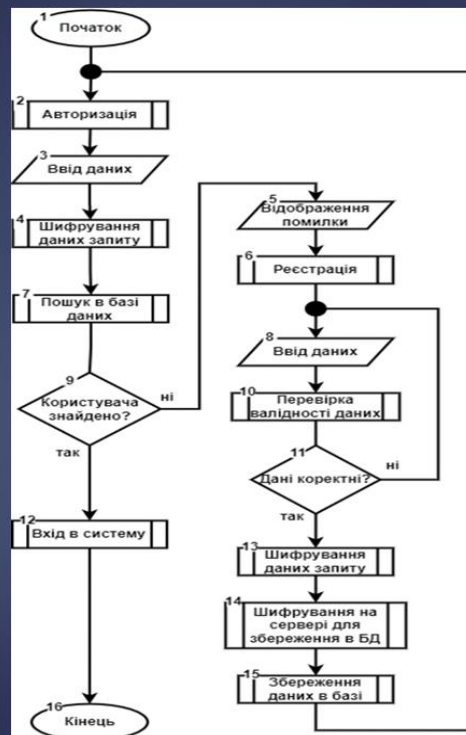 1
Початок
2
Авторизація
3
Ввід даних
4
Шифрування
даних запиту
7
Пошук в базі
даних
9
Користувача
знайдено?
ні
так
12
Вхід в систему
16
Кінець
5
Відображення
помилки
6
Реєстрація
8
Ввід даних
10
Перевірка
валідності даних
11
Дані коректні?
ні
так
13
Шифрування
даних запиту
14
Шифрування на
сервері для
збереження в БД
15
Збереження
даних в базі